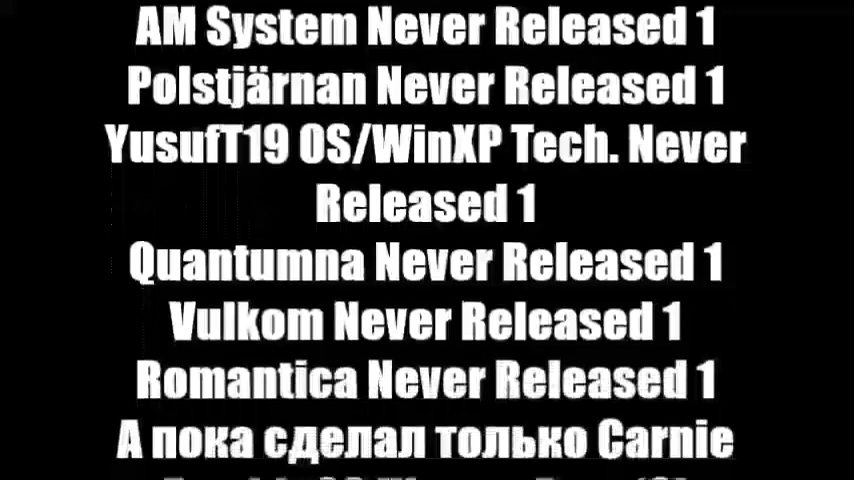 AM System Never Released 1
Polstjärnan Never Released 1
YusufT19 OS/WinXP Tech. Never
Released 1
Quantumna Never Released 1
Vulkom Never Released 1
Romantica Never Released 1
А пока сделал только Carnie